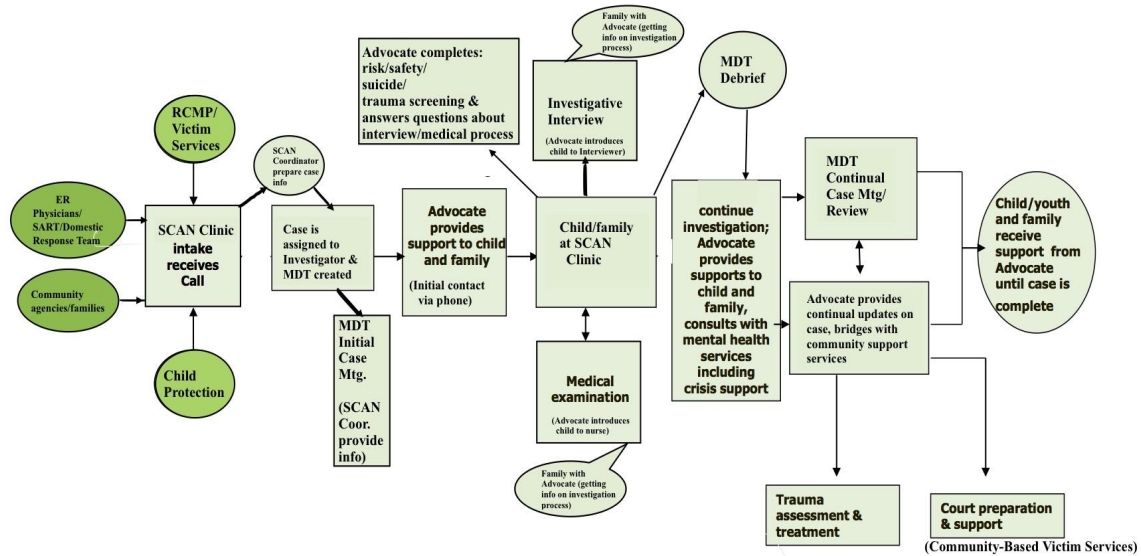 RCMP/
Victim
Services
ER
Physicians/
SART/Domestic
Response Team
Community
agencies/families
Child
Protection
SCAN Clinic
intake
receives
Call
SCAN
Coordinator
prepare case
info
Case is
assigned to
Investigator &
MDT created
MDT
Initial
Case
Mtg.
(SCAN
Coor.
provide
info)
Advocate
provides
support to child
and family
(Initial contact
via phone)
Advocate completes:
risk/safety/
suicide/
trauma screening &
answers questions about
interview/medical process
Family with
Advocate (getting
info on investigation
process)
Investigative
Interview
(Advocate introduces
child to Interviewer)
Child/family
at SCAN
Clinic
Medical
examination
(Advocate introduces
child to nurse)
Family with
Advocate (getting
info on investigation
process)
MDT
Debrief
continue
investigation;
Advocate
provides
supports to
child and
family,
consults with
mental health
services
including
crisis support
MDT
Continual
Case Mtg/
Review
Advocate provides
continual updates on
case, bridges with
community support
services
Child/youth
and family
receive
support from
Advocate
until case is
complete
Trauma
assessment &
treatment
Court preparation
& support
(Community-Based Victim Services)